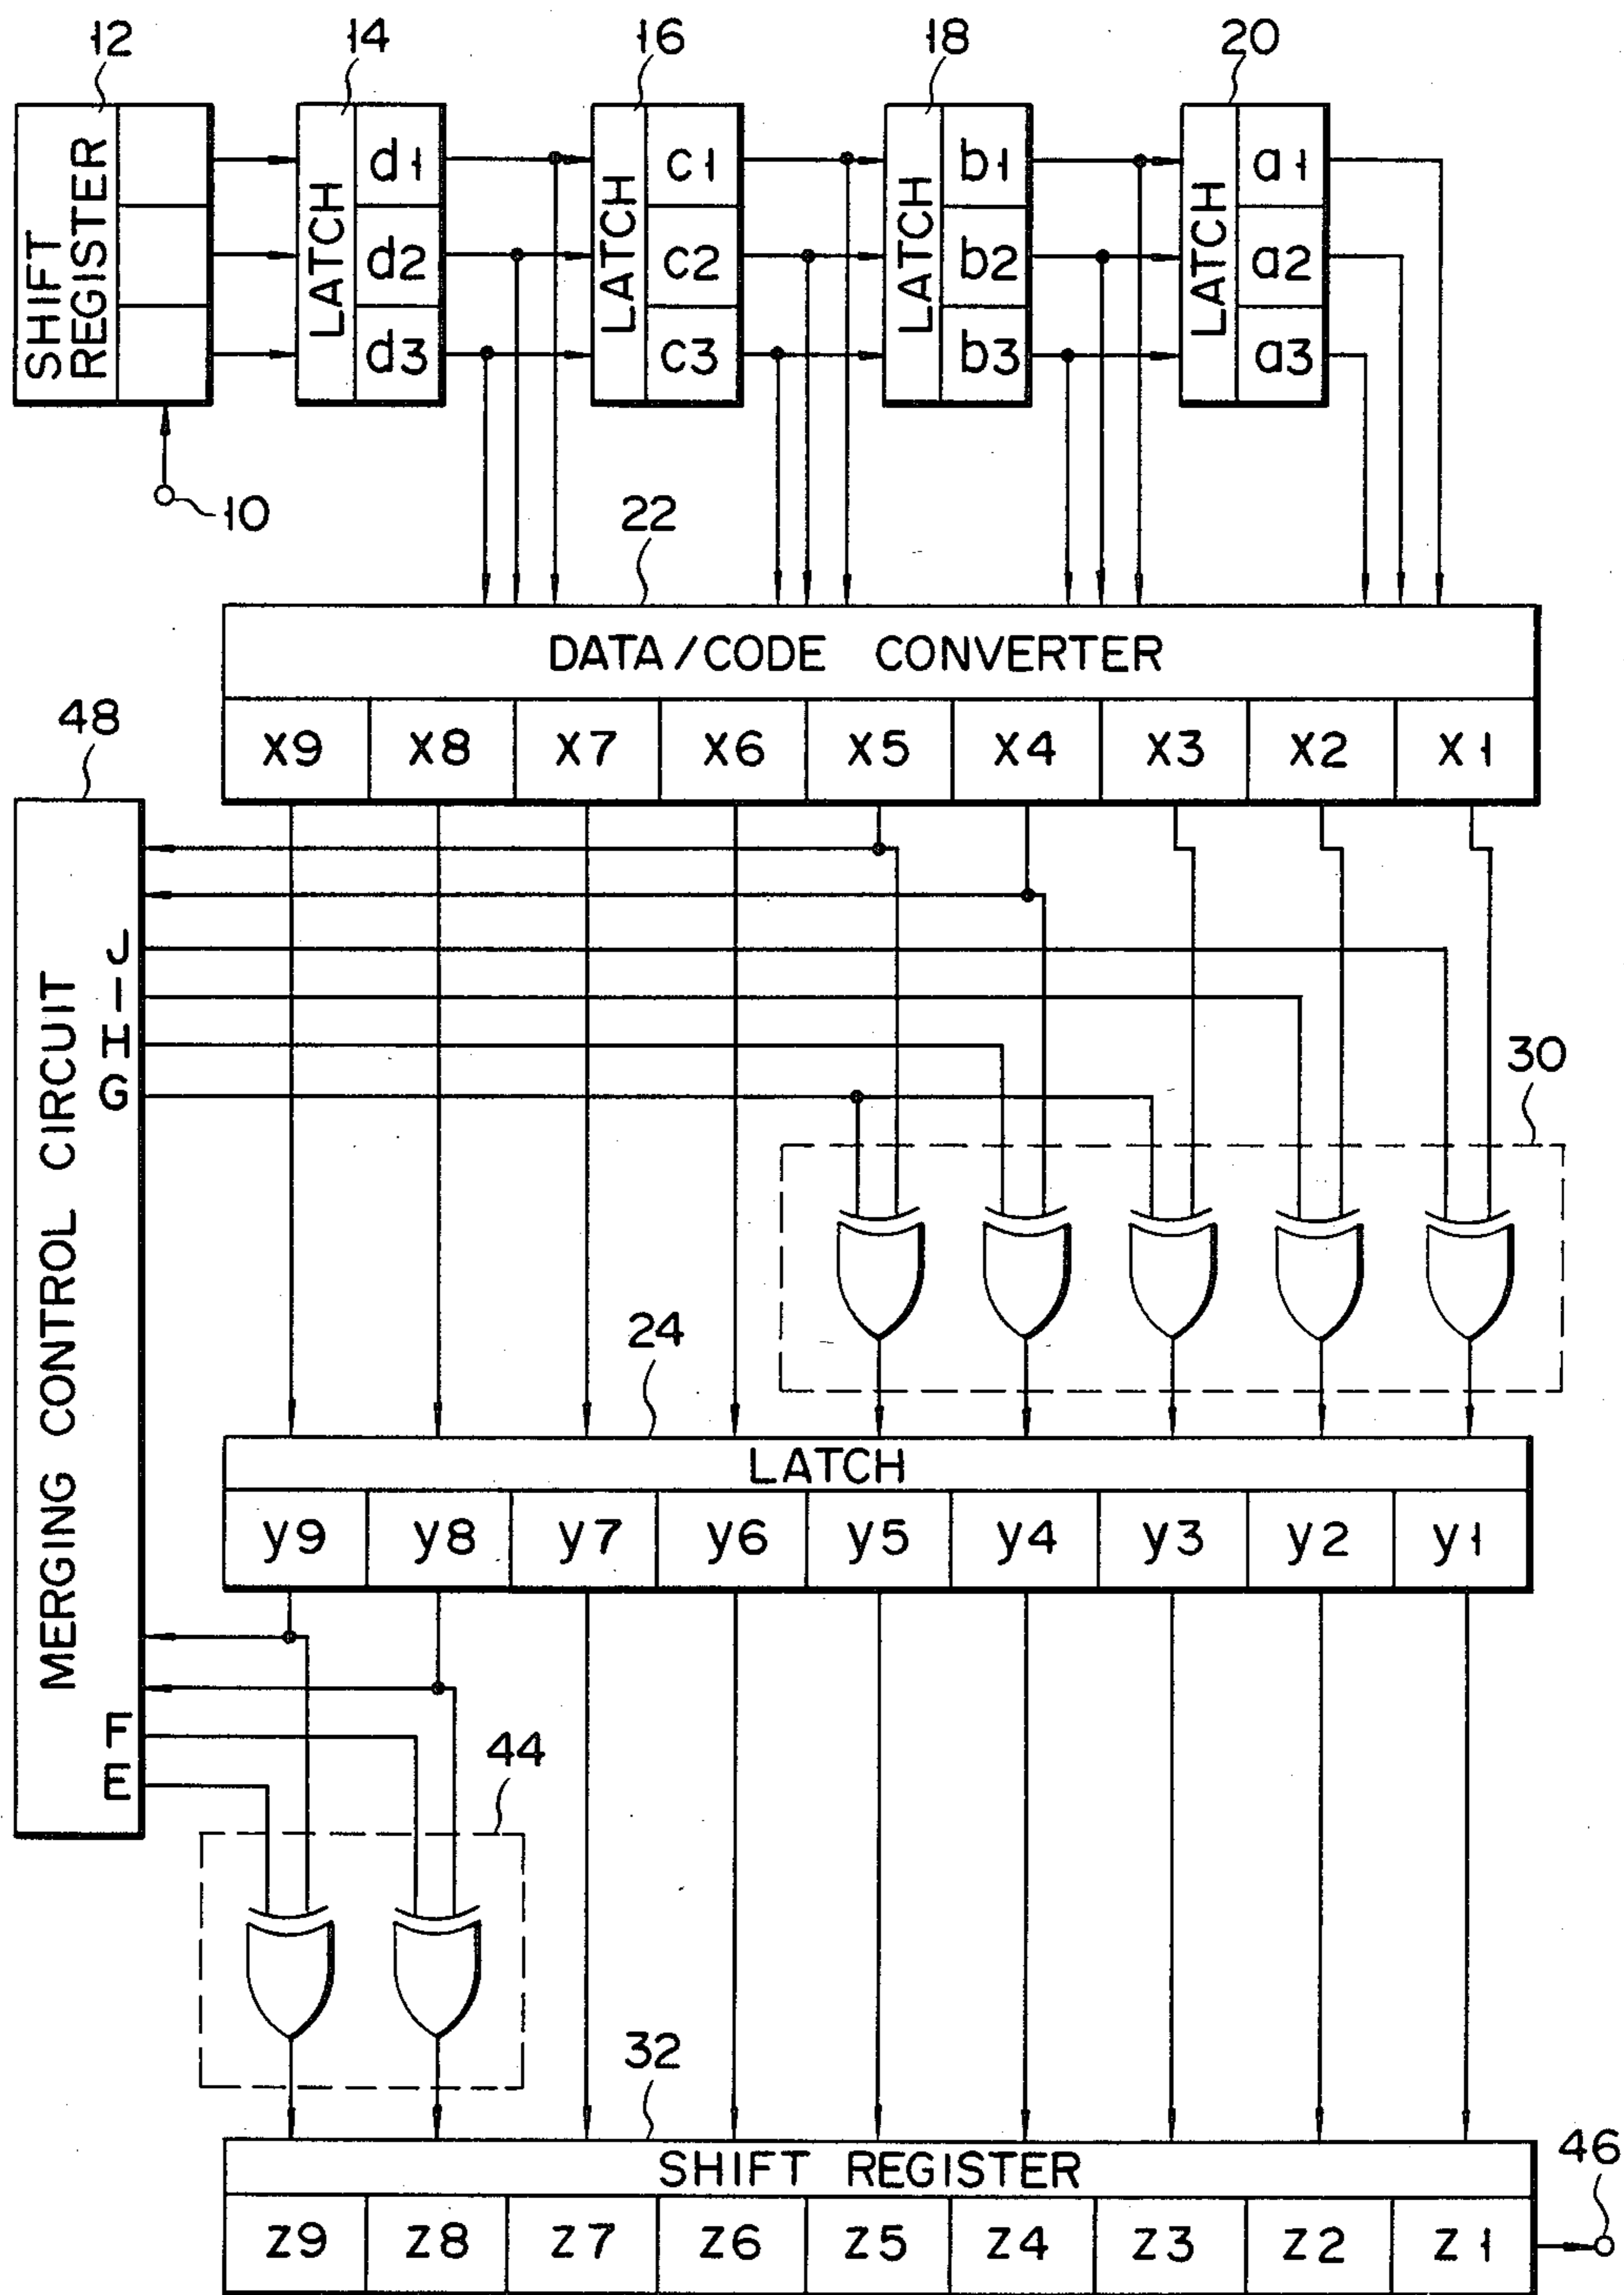 12 14 16 18 20
SHIFT REGISTER
LATCH d1 d2 d3
LATCH c1 c2 c3
LATCH b1 b2 b3
LATCH a1 a2 a3
10
22
DATA/CODE CONVERTER
x9 x8 x7 x6 x5 x4 x3 x2 x1
48
MERGING CONTROL CIRCUIT
J
I
H
G
30
24
LATCH
y9 y8 y7 y6 y5 y4 y3 y2 y1
F
E
44
32
SHIFT REGISTER
46
z9 z8 z7 z6 z5 z4 z3 z2 z1